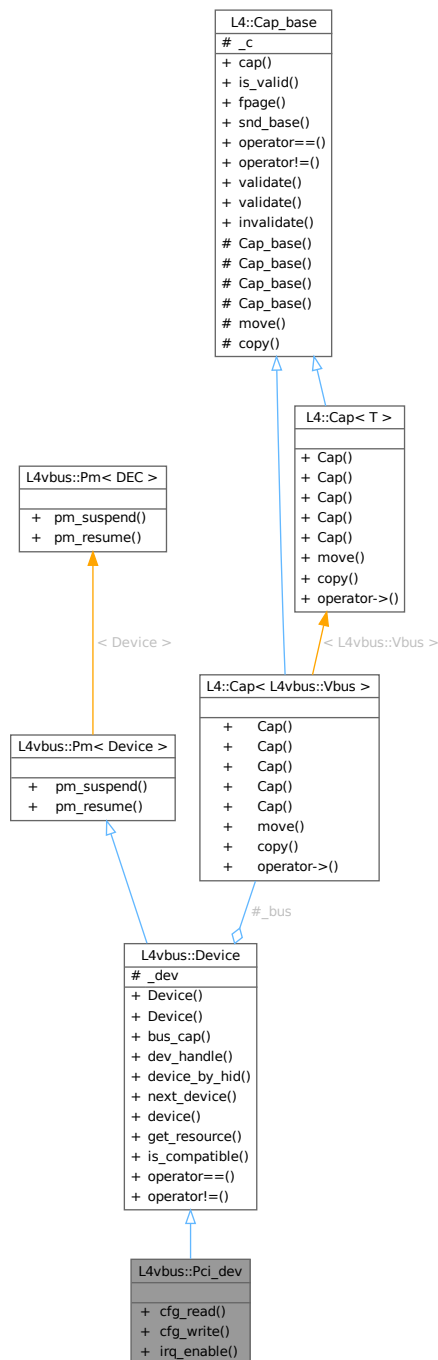 L4::Cap_base
# _c
+ cap()
+ is_valid()
+ fpage()
+ snd_base()
+ operator==()
+ operator!=()
+ validate()
+ validate()
+ invalidate()
# Cap_base()
# Cap_base()
# Cap_base()
# Cap_base()
# move()
# copy()
L4::Cap< T >
+ Cap()
+ Cap()
+ Cap()
+ Cap()
+ Cap()
+ move()
+ copy()
+ operator->()
L4vbus::Pm< DEC >
+ pm_suspend()
+ pm_resume()
< Device >
< L4vbus::Vbus >
L4::Cap< L4vbus::Vbus >
+ Cap()
+ Cap()
+ Cap()
+ Cap()
+ Cap()
+ move()
+ copy()
+ operator->()
L4vbus::Pm< Device >
+ pm_suspend()
+ pm_resume()
#_bus
L4vbus::Device
# _dev
+ Device()
+ Device()
+ bus_cap()
+ dev_handle()
+ device_by_hid()
+ next_device()
+ device()
+ get_resource()
+ is_compatible()
+ operator==()
+ operator!=()
L4vbus::Pci_dev
+ cfg_read()
+ cfg_write()
+ irq_enable()